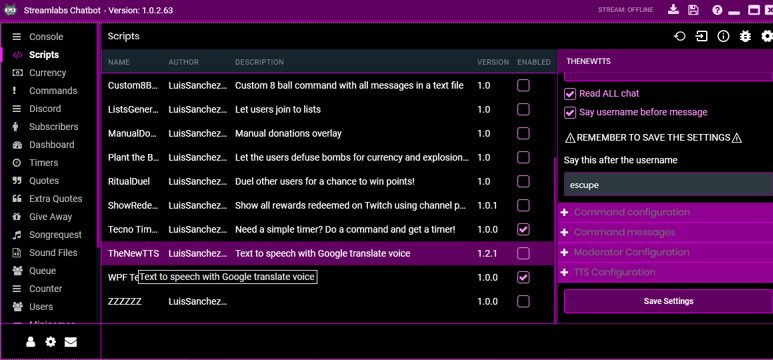 Streamlabs Chatbot - Version: 1.0.2.63
STREAM: OFFLINE
Console
Scripts
Currency
Commands
Discord
Subscribers
Dashboard
Timers
Quotes
Extra Quotes
Give Away
Songrequest
Sound Files
Queue
Counter
Users
Scripts
NAME AUTHOR DESCRIPTION VERSION ENABLED
Custom8B... LuisSanchez... Custom 8 ball command with all messages in a text file 1.0
ListsGener... LuisSanchez... Let users join to lists 1.0
ManualDo... LuisSanchez... Manual donations overlay 1.0
Plant the B... LuisSanchez... Let the users defuse bombs for currency and explosion... 1.0
RitualDuel LuisSanchez... Duel other users for a chance to win points! 1.0
ShowRede... LuisSanchez... Show all rewards redeemed on Twitch using channel p... 1.0.1
Tecno Tim... LuisSanchez... Need a simple timer? Do a command and get a timer! 1.0.0
TheNewTTS LuisSanchez... Text to speech with Google translate voice 1.2.1
WPF Te Text to speech with Google translate voice 1.0.0
ZZZZZZ LuisSanchez... 1.0.0
THENEWTTS
Read ALL chat
Say username before message
⚠REMEMBER TO SAVE THE SETTINGS⚠
Say this after the username
escupe
+ Command configuration
+ Command messages
+ Moderator Configuration
+ TTS Configuration
Save Settings